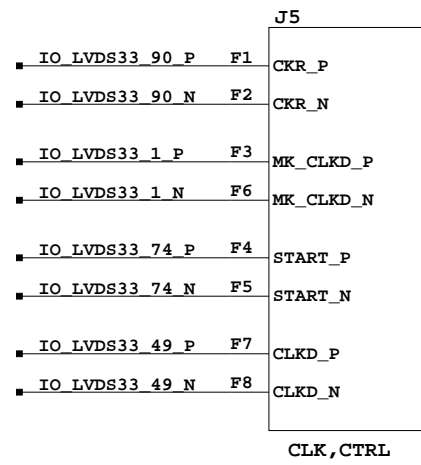 J5
IO_LVDS33_90_P F1 CKR_P
IO_LVDS33_90_N F2 CKR_N
IO_LVDS33_1_P F3 MK_CLKD_P
IO_LVDS33_1_N F6 MK_CLKD_N
IO_LVDS33_74_P F4 START_P
IO_LVDS33_74_N F5 START_N
IO_LVDS33_49_P F7 CLKD_P
IO_LVDS33_49_N F8 CLKD_N
CLK,CTRL